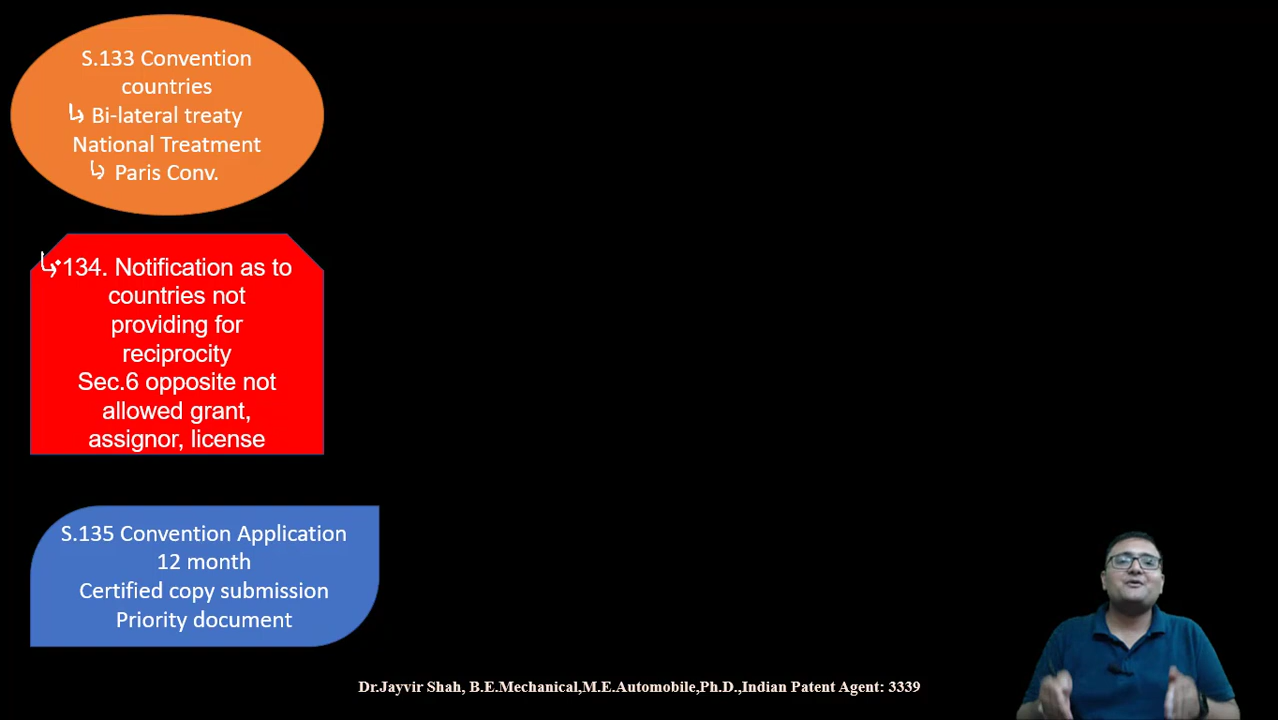 S.133 Convention
countries
↳ Bi-lateral treaty
National Treatment
↳ Paris Conv.
↳ 134. Notification as to
countries not
providing for
reciprocity
Sec.6 opposite not
allowed grant,
assignor, license
S.135 Convention Application
12 month
Certified copy submission
Priority document
Dr.Jayvir Shah, B.E.Mechanical,M.E.Automobile,Ph.D.,Indian Patent Agent: 3339